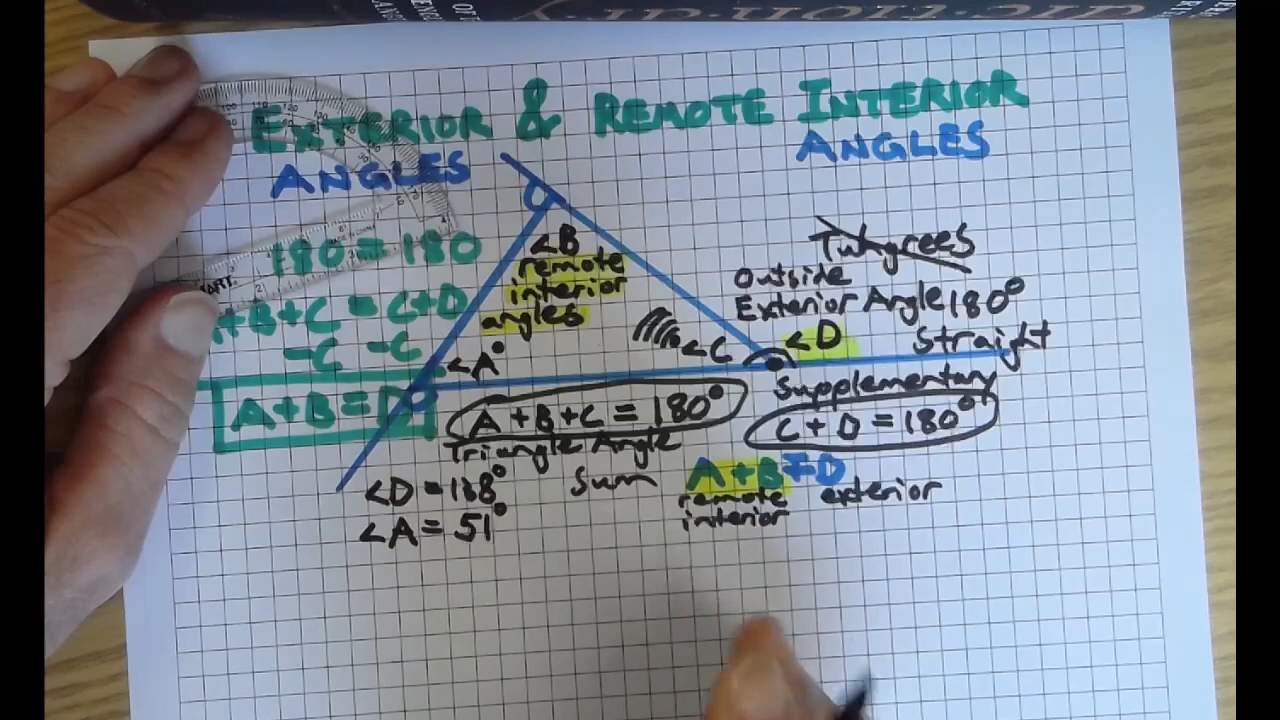 EXTERIOR & REMOTE INTERIOR
ANGLES ANGLES
180 = 180
A+B+C = C+D
-C -C
A+B=D
<B
remote
interior
angles
<A°
<C
<D
Outside
Exterior Angle 180°
Straight
Supplementary
C + D = 180°
A + B + C = 180°
Triangle Angle
Sum
A+B=D
remote
interior
exterior
<D = 138°
<A = 51°